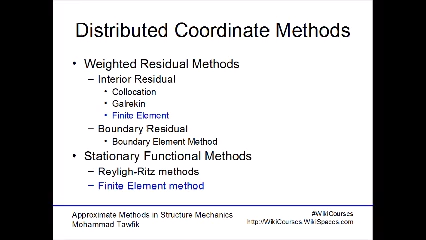 Distributed Coordinate Methods
• Weighted Residual Methods
– Interior Residual
• Collocation
• Galrekin
• Finite Element
– Boundary Residual
• Boundary Element Method
• Stationary Functional Methods
– Reyligh-Ritz methods
– Finite Element method
Approximate Methods in Structure Mechanics
Mohammad Tawfik
#WikiCourses
http://WikiCourses.WikiSpaces.com